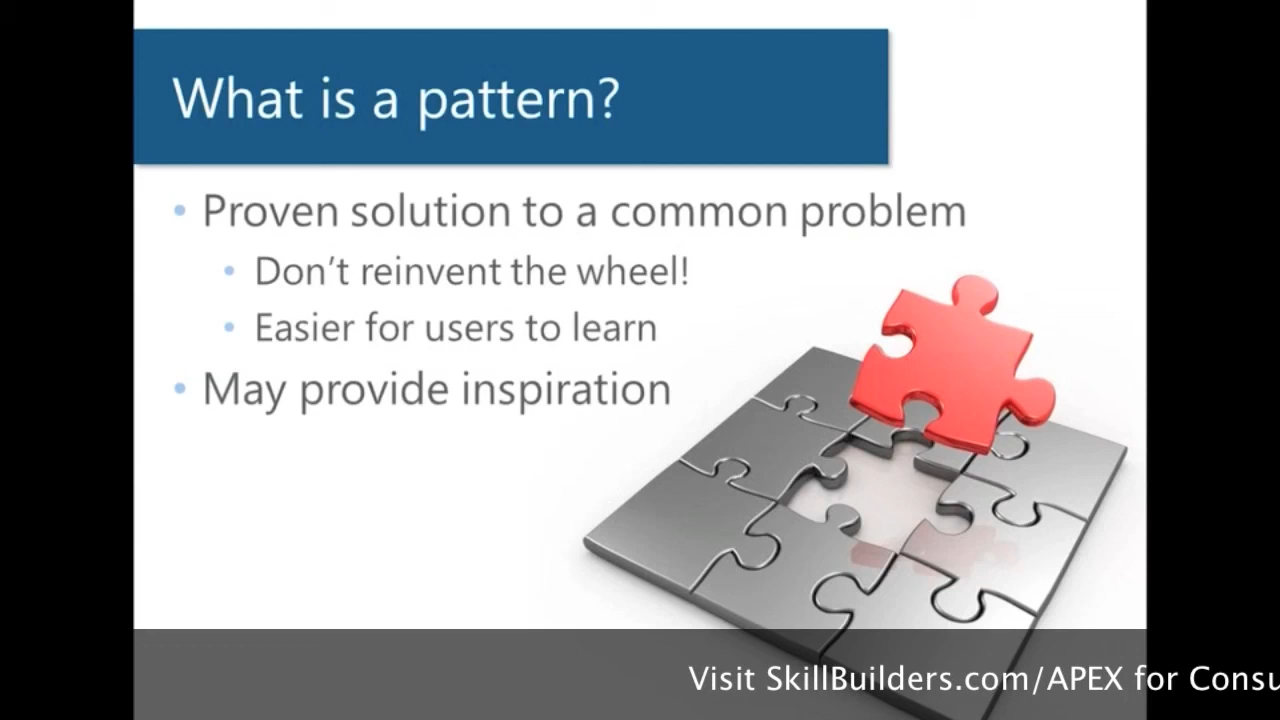 What is a pattern?
• Proven solution to a common problem
• Don't reinvent the wheel!
• Easier for users to learn
• May provide inspiration
Visit SkillBuilders.com/APEX for Consu